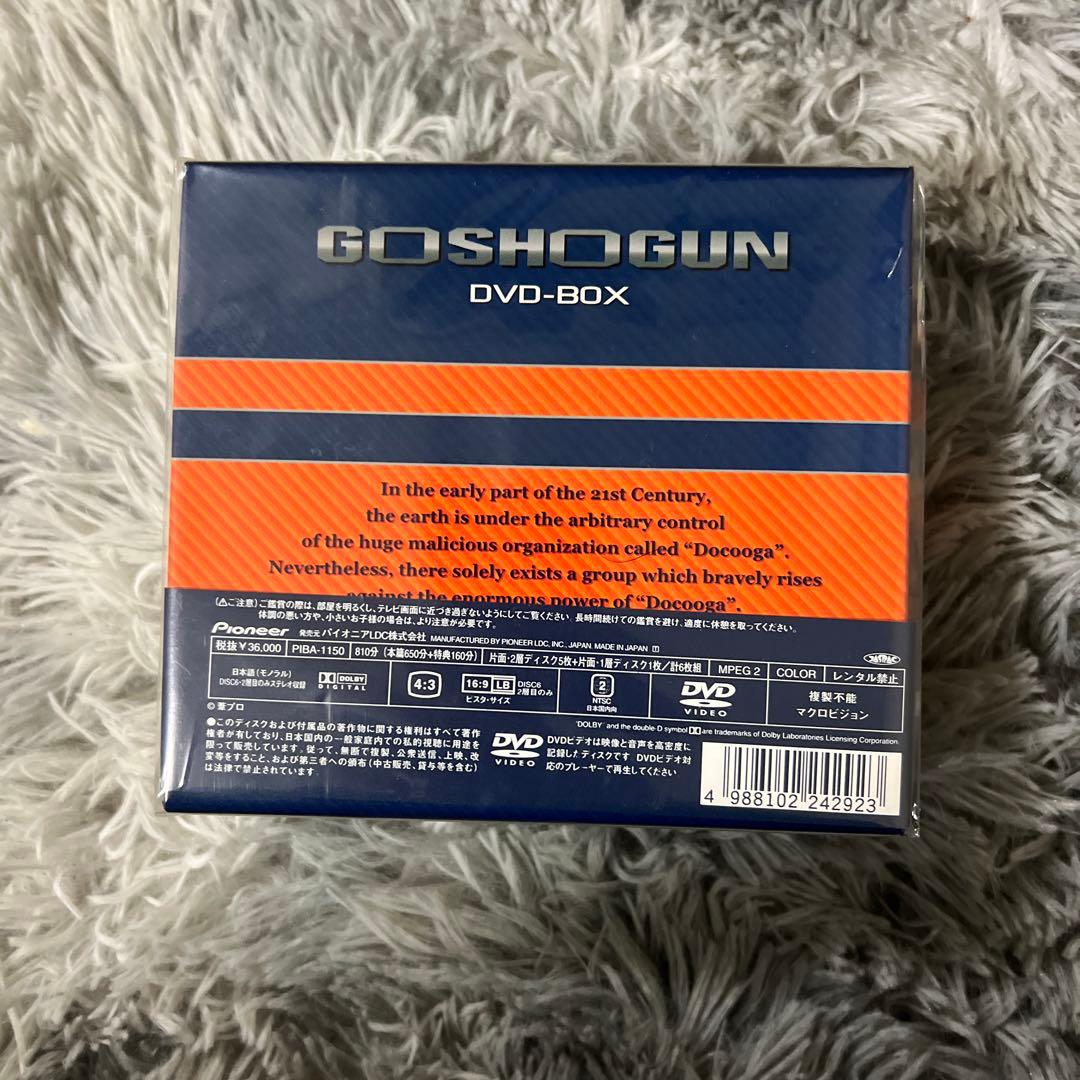 GOSHOGUN
DVD-BOX
In the early part of the 21st Century,
the earth is under the arbitrary control
of the huge malicious organization called “Docooga”.
Nevertheless, there solely exists a group which bravely rises
against the enormous power of “Docooga”.
(⚠ご注意)ご鑑賞の際は、部屋を明るくし、テレビ画面に近づき過ぎないようにしてご覧ください。長時間続けての鑑賞を避け、適度に休憩を取ってください。
体調の悪い方や、小さいお子様の場合は、より注意が必要です。
Pioneer 発売元 パイオニアLDC株式会社 MANUFACTURED BY PIONEER LDC, INC., JAPAN. MADE IN JAPAN
税抜¥36,000 PIBA-1150 810分(本篇650分+特典160分) 片面・2層ディスク5枚+片面・1層ディスク1枚/計6枚組 MPEG 2 COLOR レンタル禁止
JASRAC
日本語(モノラル)
DISC6-2層目のみステレオ収録
DOLBY
DIGITAL
4:3
16:9 LB
ビスタ・サイズ
DISC6
2層目のみ
2
NTSC
日本国内向
DVD
VIDEO
複製不能
マクロビジョン
© 葦プロ
"DOLBY" and the double-D symbol are trademarks of Dolby Laboratories Licensing Corporation.
●このディスクおよび付属品の著作物に関する権利はすべて著作
権者が有しており、日本国内の一般家庭内での私的視聴に用途を
限って販売しています。従って、無断で複製、公衆送信、上映、改
変等をすること、および第三者への頒布(中古販売、貸与等を含む)
は法律で禁止されています。
DVD
VIDEO
DVDビデオは映像と音声を高密度に
記録したディスクです DVDビデオ対
応のプレーヤーで再生してください
4 988102 242923